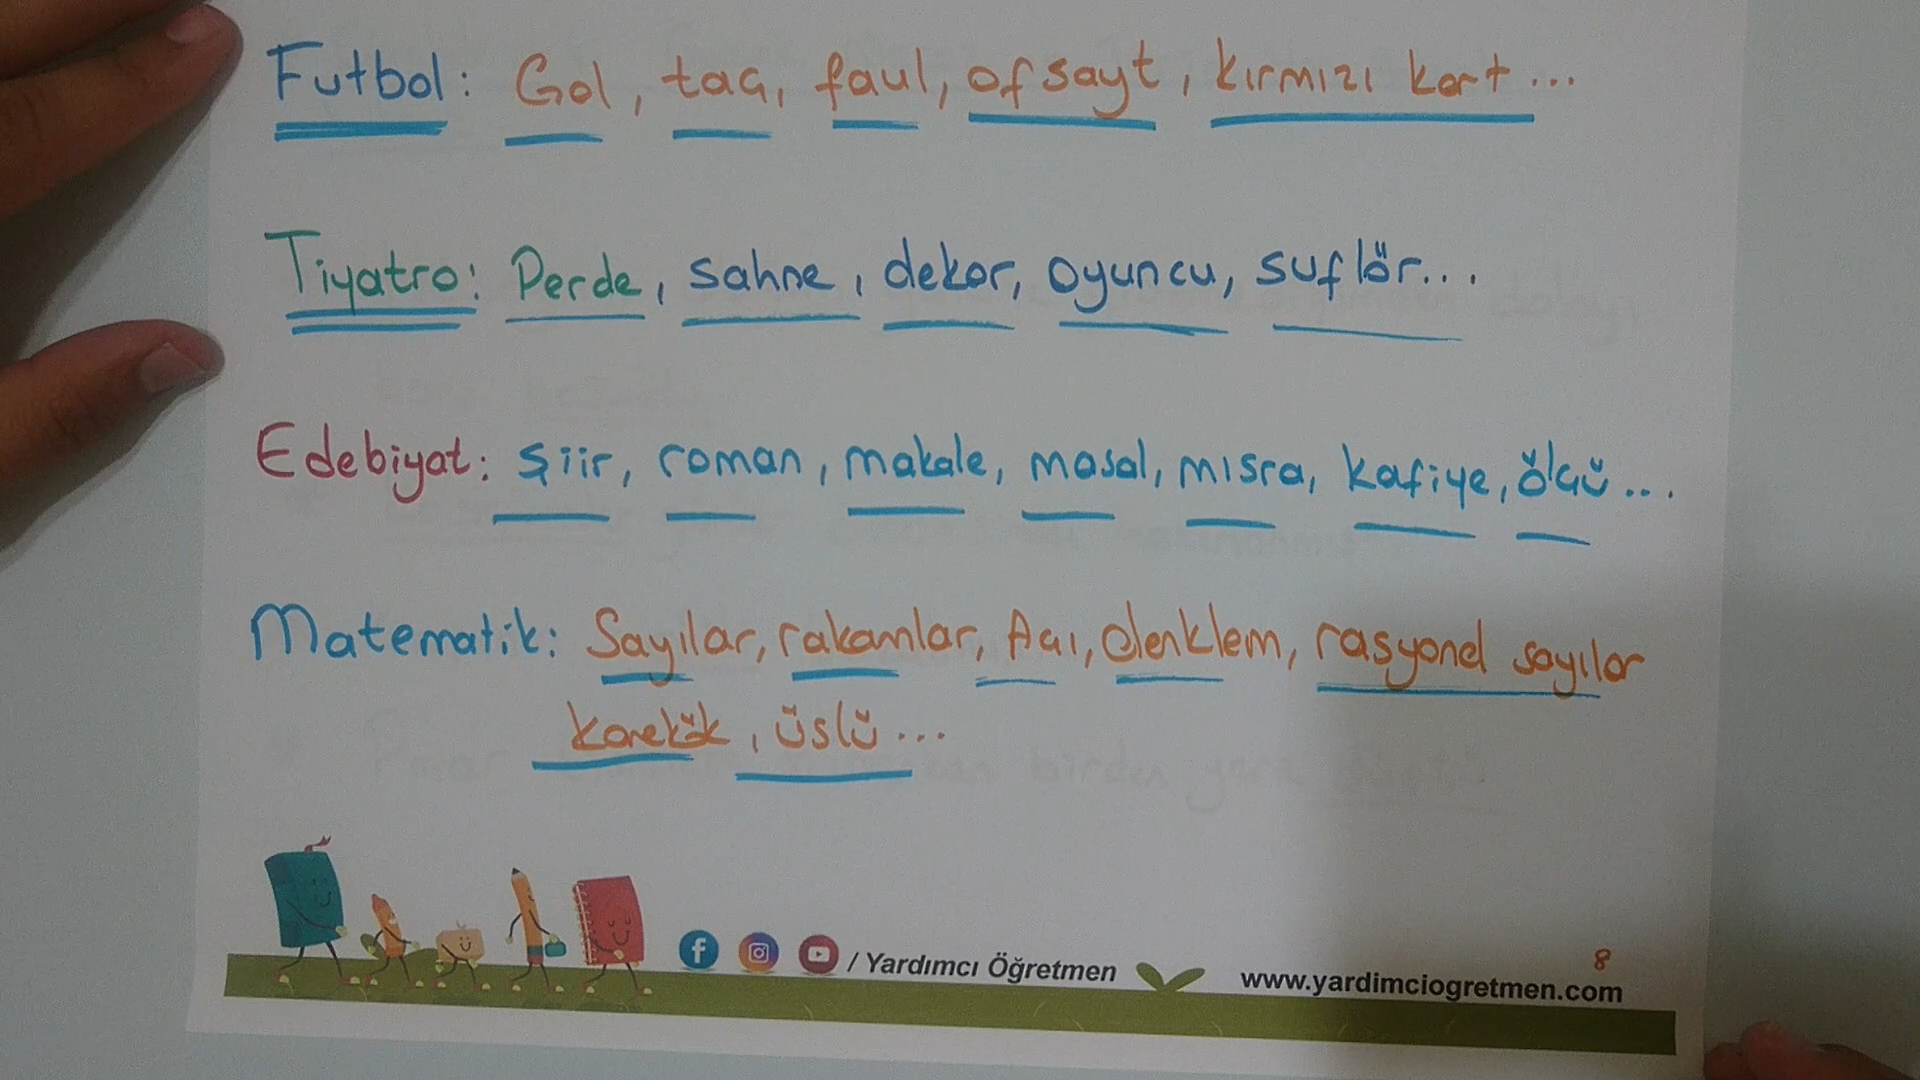 Futbol: Gol, taç, faul, ofsayt, kırmızı kart...
Tiyatro: Perde, sahne, dekor, oyuncu, suflör...
Edebiyat: şiir, roman, makale, masal, mısra, kafiye, ölçü...
Matematik: Sayılar, rakamlar, Açı, denklem, rasyonel sayılar
karekök, üslü...
/ Yardımcı Öğretmen
www.yardimciogretmen.com
8